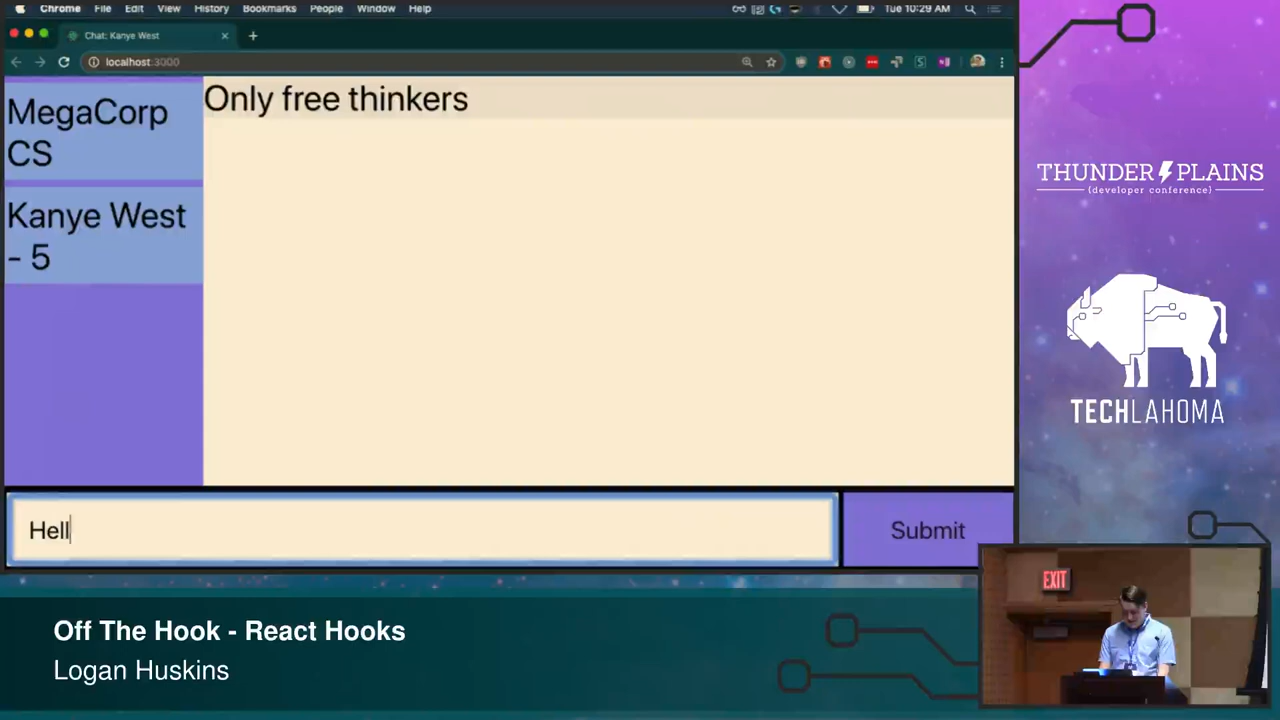 Chrome File Edit View History Bookmarks People Window Help
Tue 10:29 AM
Chat: Kanye West
localhost:3000
MegaCorp
CS
Kanye West
- 5
Only free thinkers
Hell
Submit
THUNDER PLAINS
{developer conference}
TECHLAHOMA
EXIT
Off The Hook - React Hooks
Logan Huskins